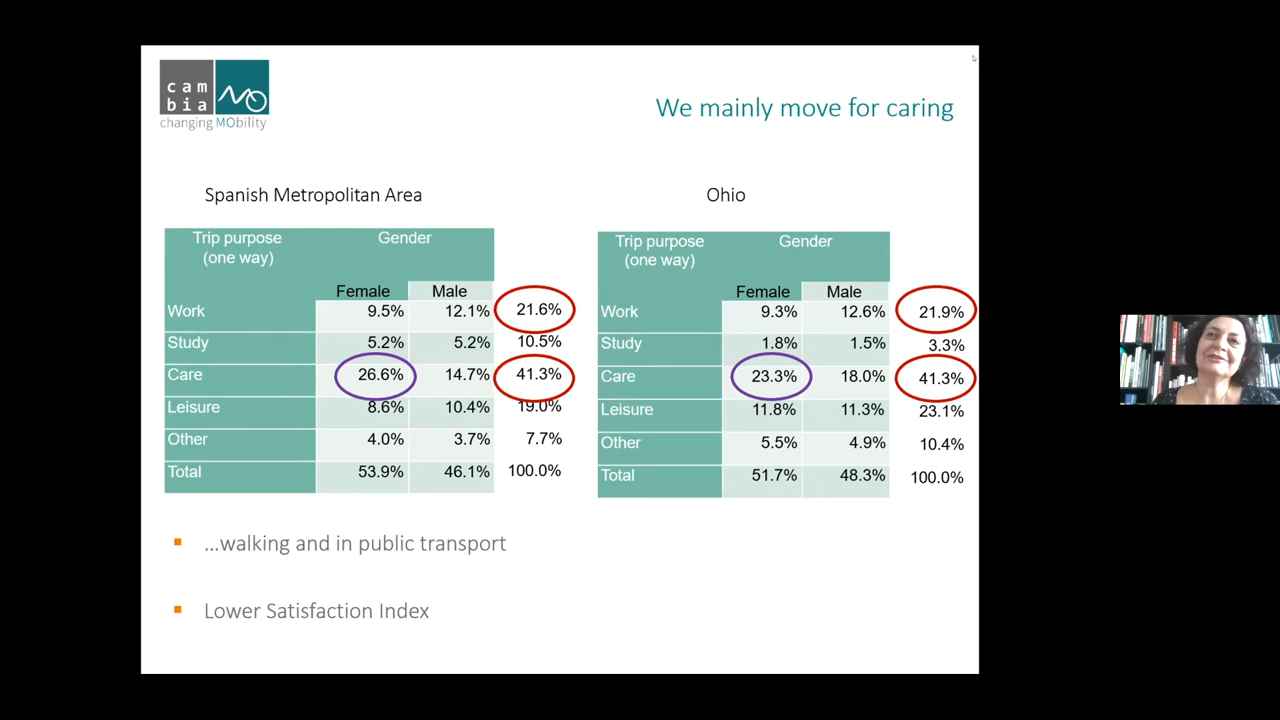 cam
bia
changing MObility
We mainly move for caring
Spanish Metropolitan Area
Trip purpose
(one way)
Gender
Female Male
Work 9.5% 12.1% 21.6%
Study 5.2% 5.2% 10.5%
Care 26.6% 14.7% 41.3%
Leisure 8.6% 10.4% 19.0%
Other 4.0% 3.7% 7.7%
Total 53.9% 46.1% 100.0%
Ohio
Trip purpose
(one way)
Gender
Female Male
Work 9.3% 12.6% 21.9%
Study 1.8% 1.5% 3.3%
Care 23.3% 18.0% 41.3%
Leisure 11.8% 11.3% 23.1%
Other 5.5% 4.9% 10.4%
Total 51.7% 48.3% 100.0%
...walking and in public transport
Lower Satisfaction Index